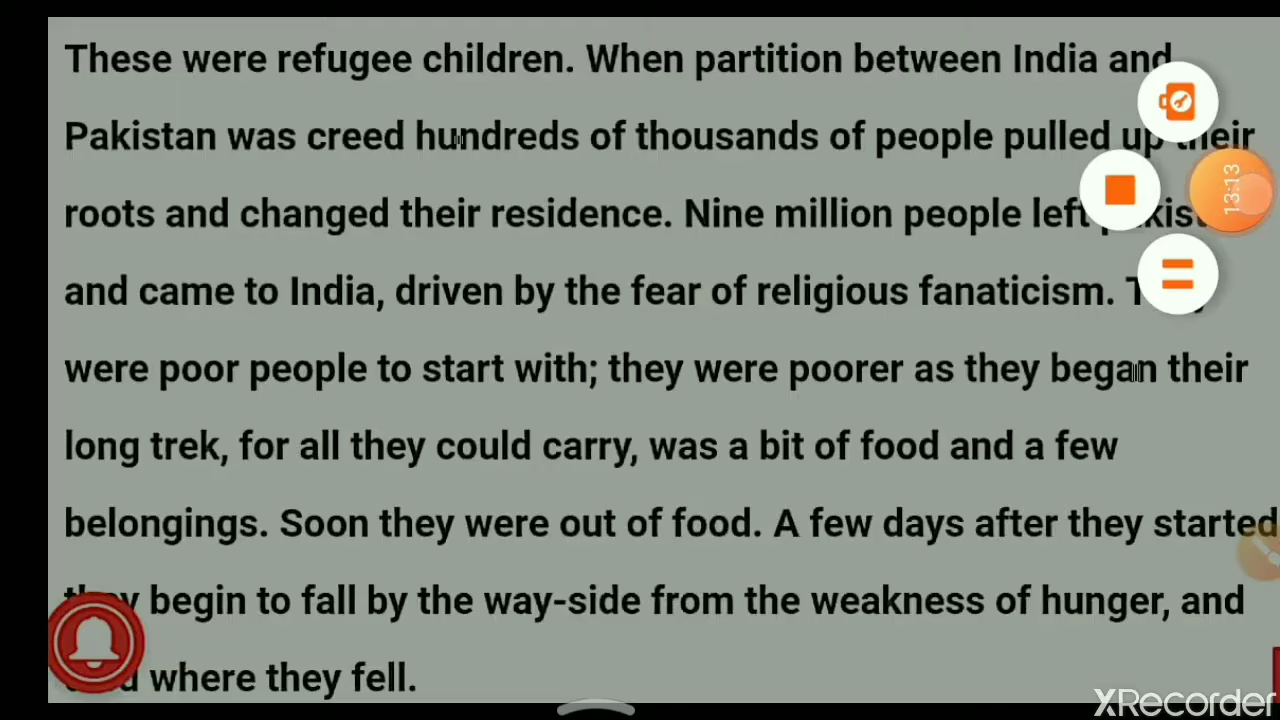 These were refugee children. When partition between India and
Pakistan was creed hundreds of thousands of people pulled up their
roots and changed their residence. Nine million people left
and came to India, driven by the fear of religious fanaticism.
were poor people to start with; they were poorer as they began their
long trek, for all they could carry, was a bit of food and a few
belongings. Soon they were out of food. A few days after they started
they begin to fall by the way-side from the weakness of hunger, and
where they fell.
13:13
XRecorder